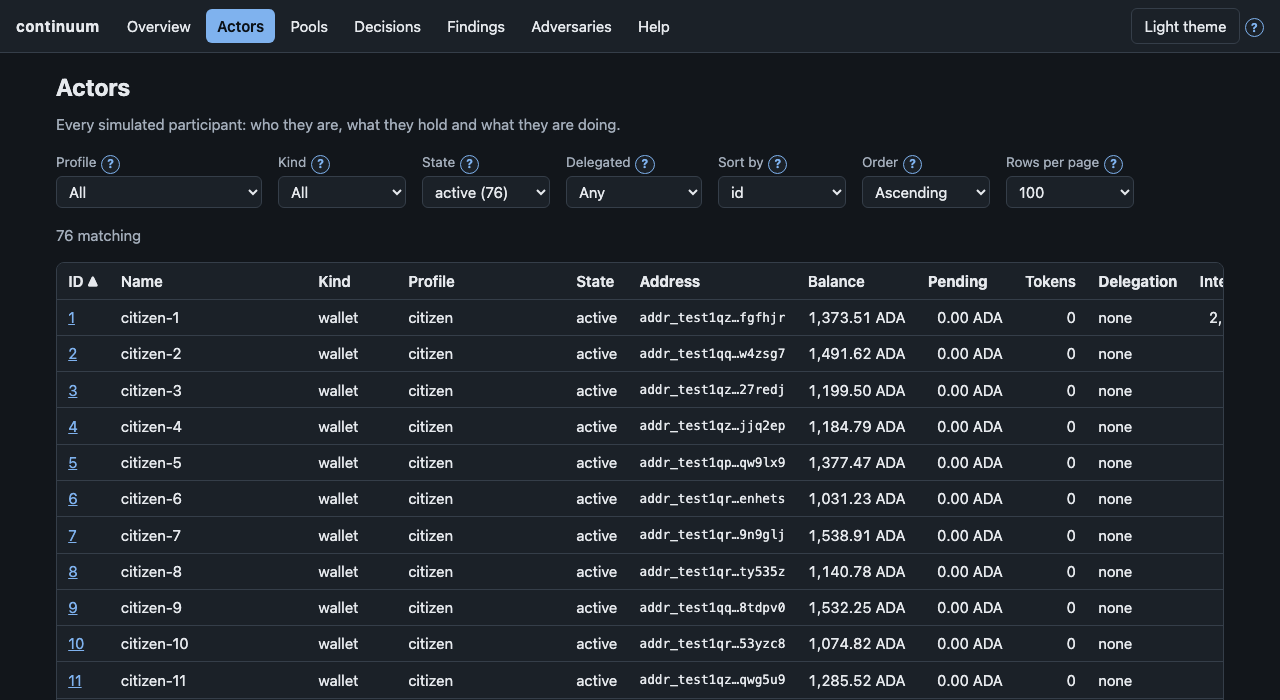 continuum Overview Actors Pools Decisions Findings Adversaries Help Light theme ?
Actors
Every simulated participant: who they are, what they hold and what they are doing.
Profile ? Kind ? State ? Delegated ? Sort by ? Order ? Rows per page ?
All All active (76) Any id Ascending 100
76 matching
ID ▲ Name Kind Profile State Address Balance Pending Tokens Delegation Inte
1 citizen-1 wallet citizen active addr_test1qz…fgfhjr 1,373.51 ADA 0.00 ADA 0 none 2,
2 citizen-2 wallet citizen active addr_test1qq…w4zsg7 1,491.62 ADA 0.00 ADA 0 none
3 citizen-3 wallet citizen active addr_test1qz…27redj 1,199.50 ADA 0.00 ADA 0 none
4 citizen-4 wallet citizen active addr_test1qz…jjq2ep 1,184.79 ADA 0.00 ADA 0 none
5 citizen-5 wallet citizen active addr_test1qp…qw9lx9 1,377.47 ADA 0.00 ADA 0 none
6 citizen-6 wallet citizen active addr_test1qr…enhets 1,031.23 ADA 0.00 ADA 0 none
7 citizen-7 wallet citizen active addr_test1qr…9n9glj 1,538.91 ADA 0.00 ADA 0 none
8 citizen-8 wallet citizen active addr_test1qr…ty535z 1,140.78 ADA 0.00 ADA 0 none
9 citizen-9 wallet citizen active addr_test1qq…8tdpv0 1,532.25 ADA 0.00 ADA 0 none
10 citizen-10 wallet citizen active addr_test1qr…53yzc8 1,074.82 ADA 0.00 ADA 0 none
11 citizen-11 wallet citizen active addr_test1qz…qwg5u9 1,285.52 ADA 0.00 ADA 0 none